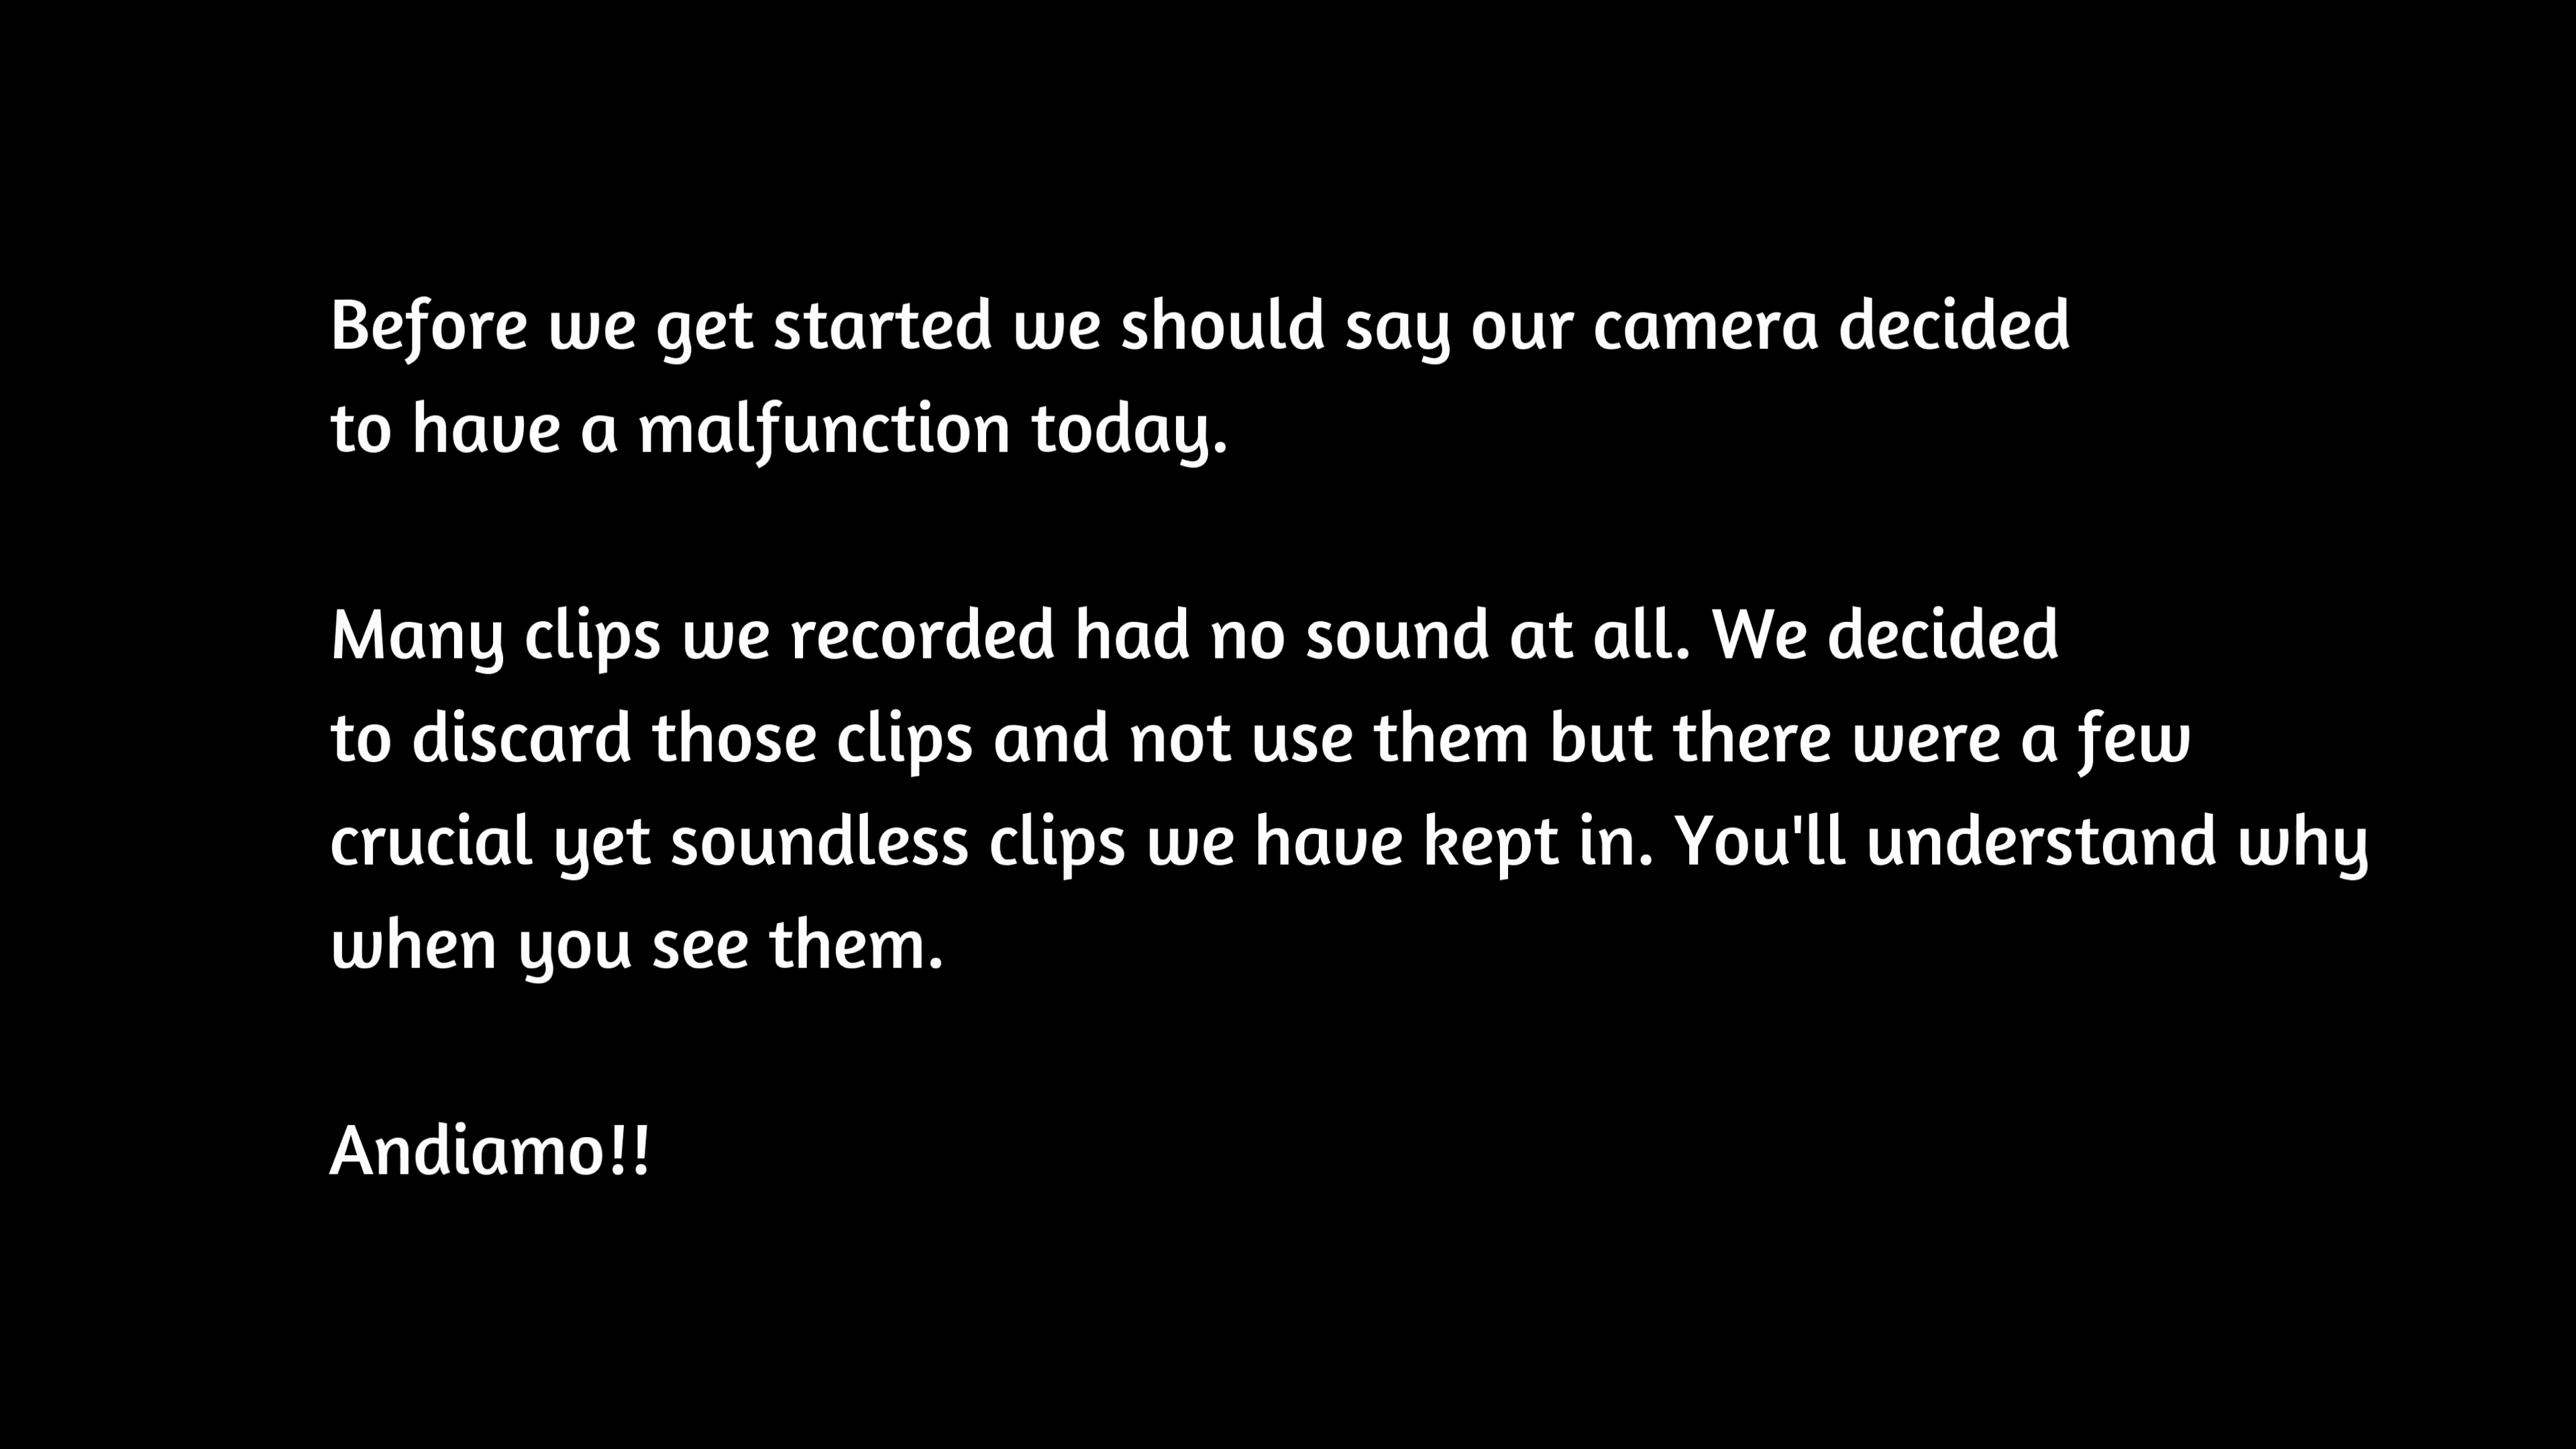 Before we get started we should say our camera decided
to have a malfunction today.
Many clips we recorded had no sound at all. We decided
to discard those clips and not use them but there were a few
crucial yet soundless clips we have kept in. You'll understand why
when you see them.
Andiamo!!